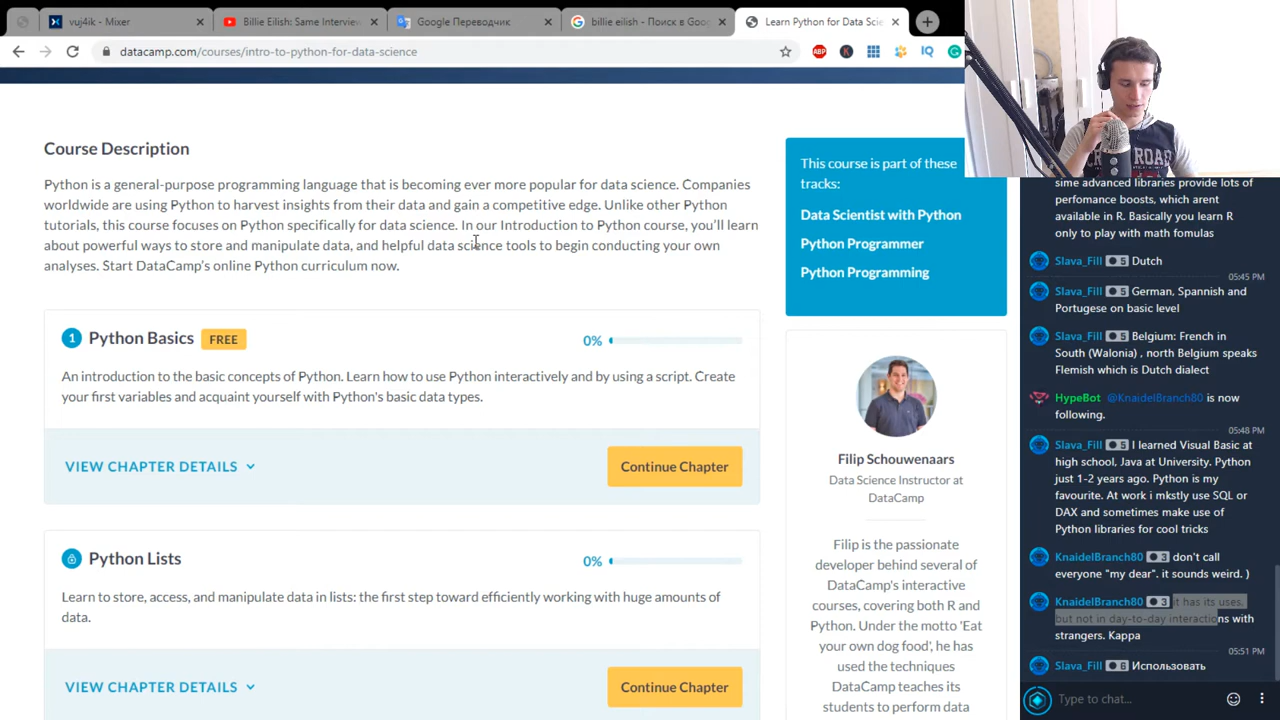 vuj4ik - Mixer
Billie Eilish: Same Interview
Google Переводчик
billie eilish - Поиск в Goog
Learn Python for Data Scie
datacamp.com/courses/intro-to-python-for-data-science
ABP
K
IQ
Course Description
Python is a general-purpose programming language that is becoming ever more popular for data science. Companies
worldwide are using Python to harvest insights from their data and gain a competitive edge. Unlike other Python
tutorials, this course focuses on Python specifically for data science. In our Introduction to Python course, you'll learn
about powerful ways to store and manipulate data, and helpful data science tools to begin conducting your own
analyses. Start DataCamp's online Python curriculum now.
1 Python Basics FREE
0%
An introduction to the basic concepts of Python. Learn how to use Python interactively and by using a script. Create
your first variables and acquaint yourself with Python's basic data types.
VIEW CHAPTER DETAILS
Continue Chapter
Python Lists
0%
Learn to store, access, and manipulate data in lists: the first step toward efficiently working with huge amounts of
data.
VIEW CHAPTER DETAILS
Continue Chapter
This course is part of these
tracks:
Data Scientist with Python
Python Programmer
Python Programming
Filip Schouwenaars
Data Science Instructor at
DataCamp
Filip is the passionate
developer behind several of
DataCamp's interactive
courses, covering both R and
Python. Under the motto 'Eat
your own dog food', he has
used the techniques
DataCamp teaches its
students to perform data
ROAD
sime advanced libraries provide lots of
perfomance boosts, which arent
available in R. Basically you learn R
only to play with math fomulas
Slava_Fill 5 Dutch
05:45 PM
Slava_Fill 5 German, Spannish and
Portugese on basic level
Slava_Fill 5 Belgium: French in
South (Walonia) , north Belgium speaks
Flemish which is Dutch dialect
HypeBot @KnaidelBranch80 is now
following.
05:48 PM
Slava_Fill 5 I learned Visual Basic at
high school, Java at University. Python
just 1-2 years ago. Python is my
favourite. At work i mkstly use SQL or
DAX and sometimes make use of
Python libraries for cool tricks
KnaidelBranch80 3 don't call
everyone "my dear". it sounds weird. )
KnaidelBranch80 3 it has its uses,
but not in day-to-day interactions with
strangers. Kappa
05:51 PM
Slava_Fill 6 Использовать
Type to chat...